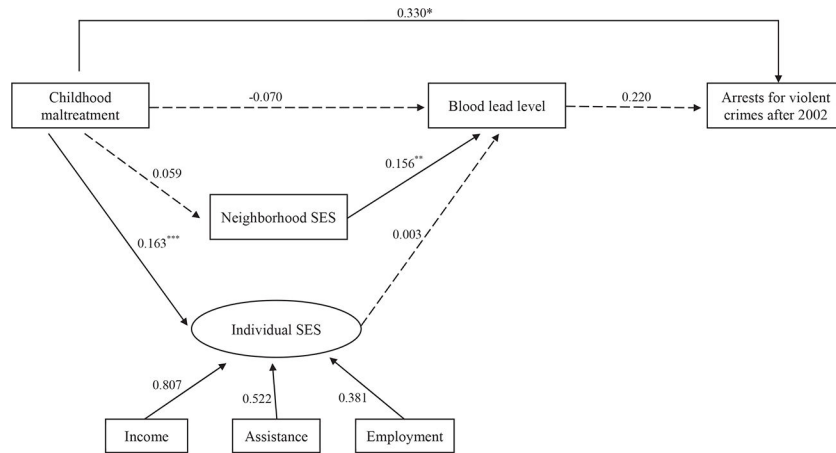 0.330*
Childhood
maltreatment
-0.070
Blood lead level
0.220
Arrests for violent
crimes after 2002
0.059
0.156**
Neighborhood SES
0.163***
0.003
Individual SES
0.807
0.522
0.381
Income
Assistance
Employment